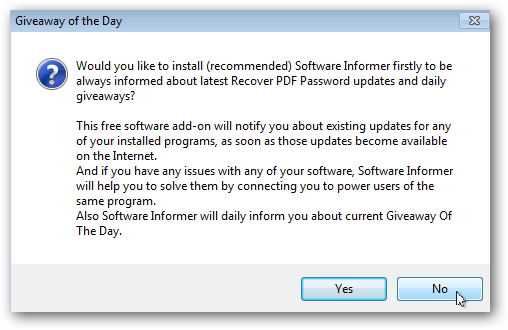 Giveaway of the Day
Would you like to install (recommended) Software Informer firstly to be
always informed about latest Recover PDF Password updates and daily
giveaways?
This free software add-on will notify you about existing updates for any
of your installed programs, as soon as those updates become available
on the Internet.
And if you have any issues with any of your software, Software Informer
will help you to solve them by connecting you to power users of the
same program.
Also Software Informer will daily inform you about current Giveaway Of
The Day.
Yes
No